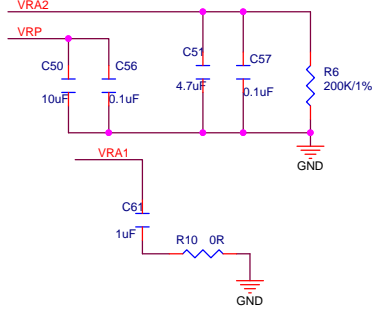 VRA2
VRP
C50
C56
C51
C57
R6
10uF
0.1uF
4.7uF
0.1uF
200K/1%
GND
VRA1
C61
1uF
R10 0R
GND